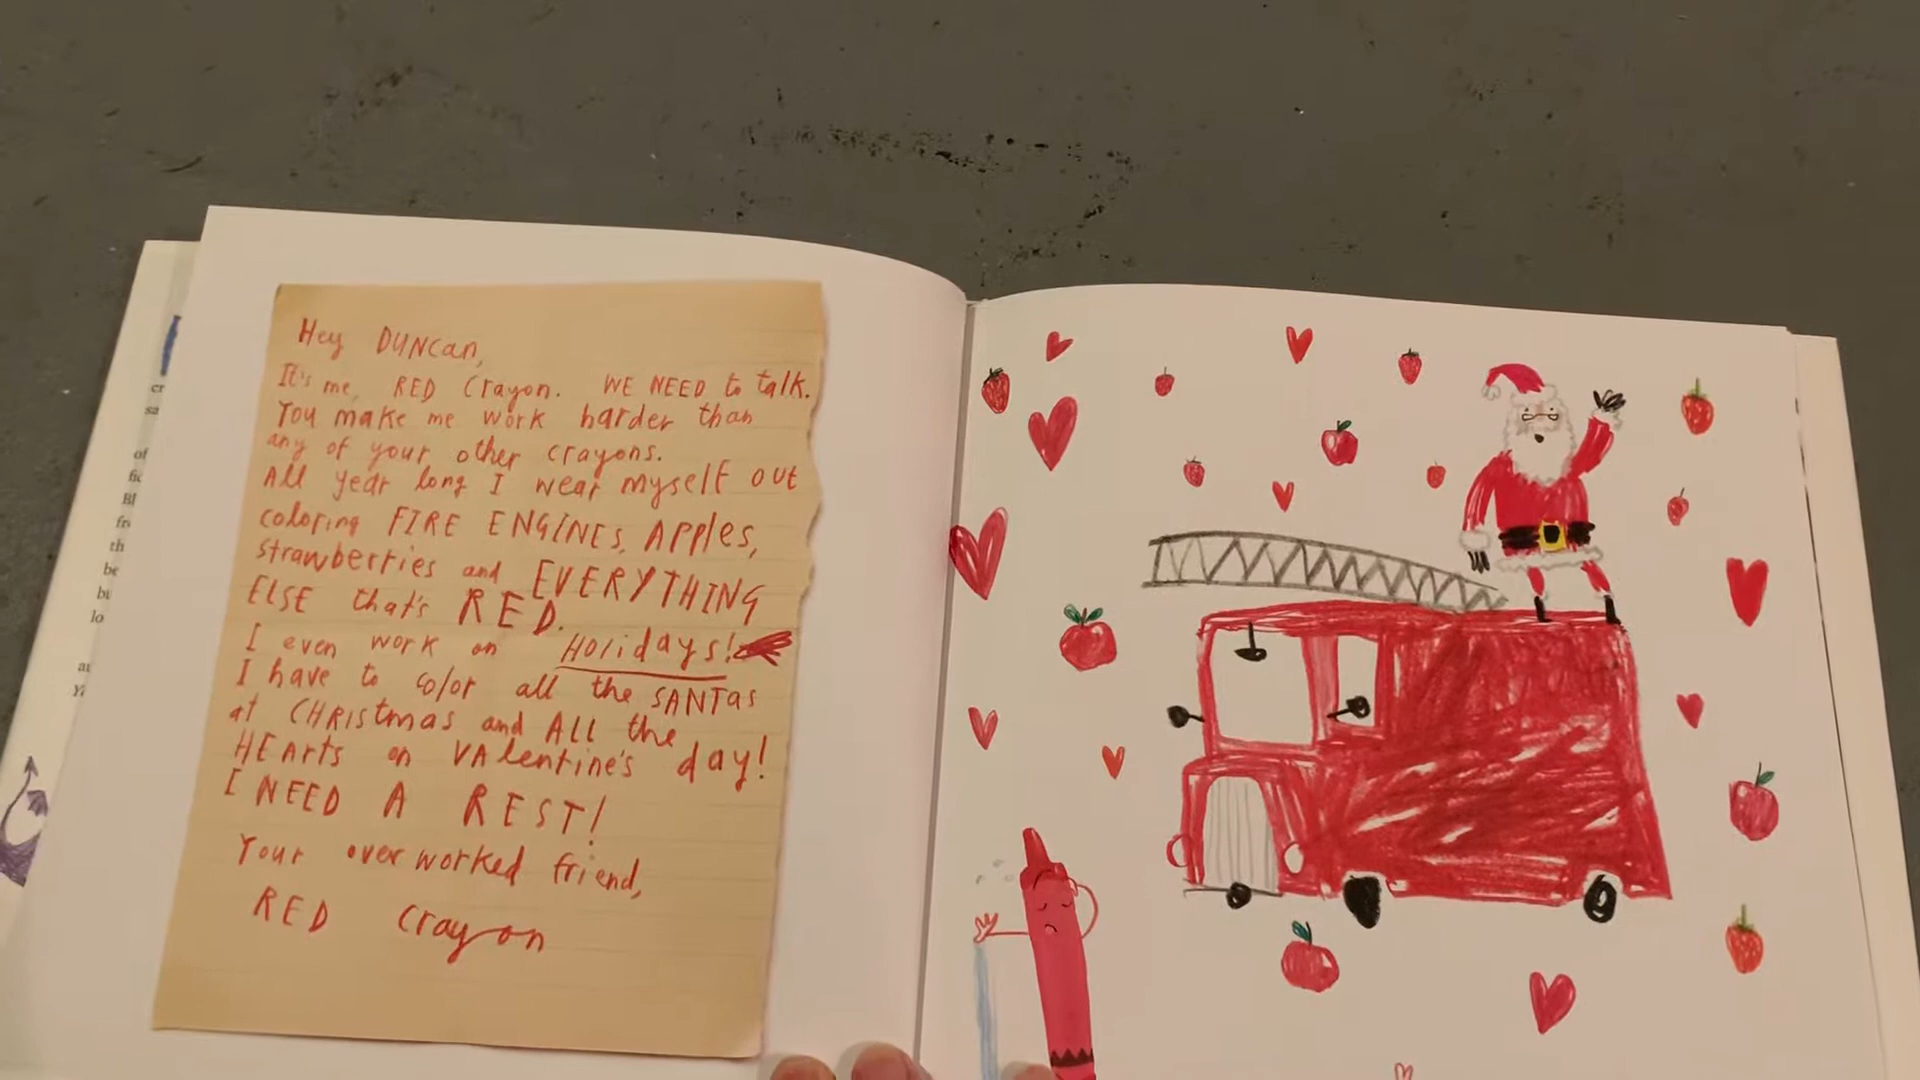 Hey DUNCan,
It's me, RED Crayon. WE NEED to talk.
You make me work harder than
any of your other crayons.
All year long I wear myself out
coloring FIRE ENGINES, Apples,
strawberries and EVERYTHING
ELSE that's RED.
I even work on Holidays!
I have to color all the SANTas
at CHRIStmas and ALL the
HEArts on VAlentine's day!
I NEED A REST!
Your overworked friend,
RED Crayon